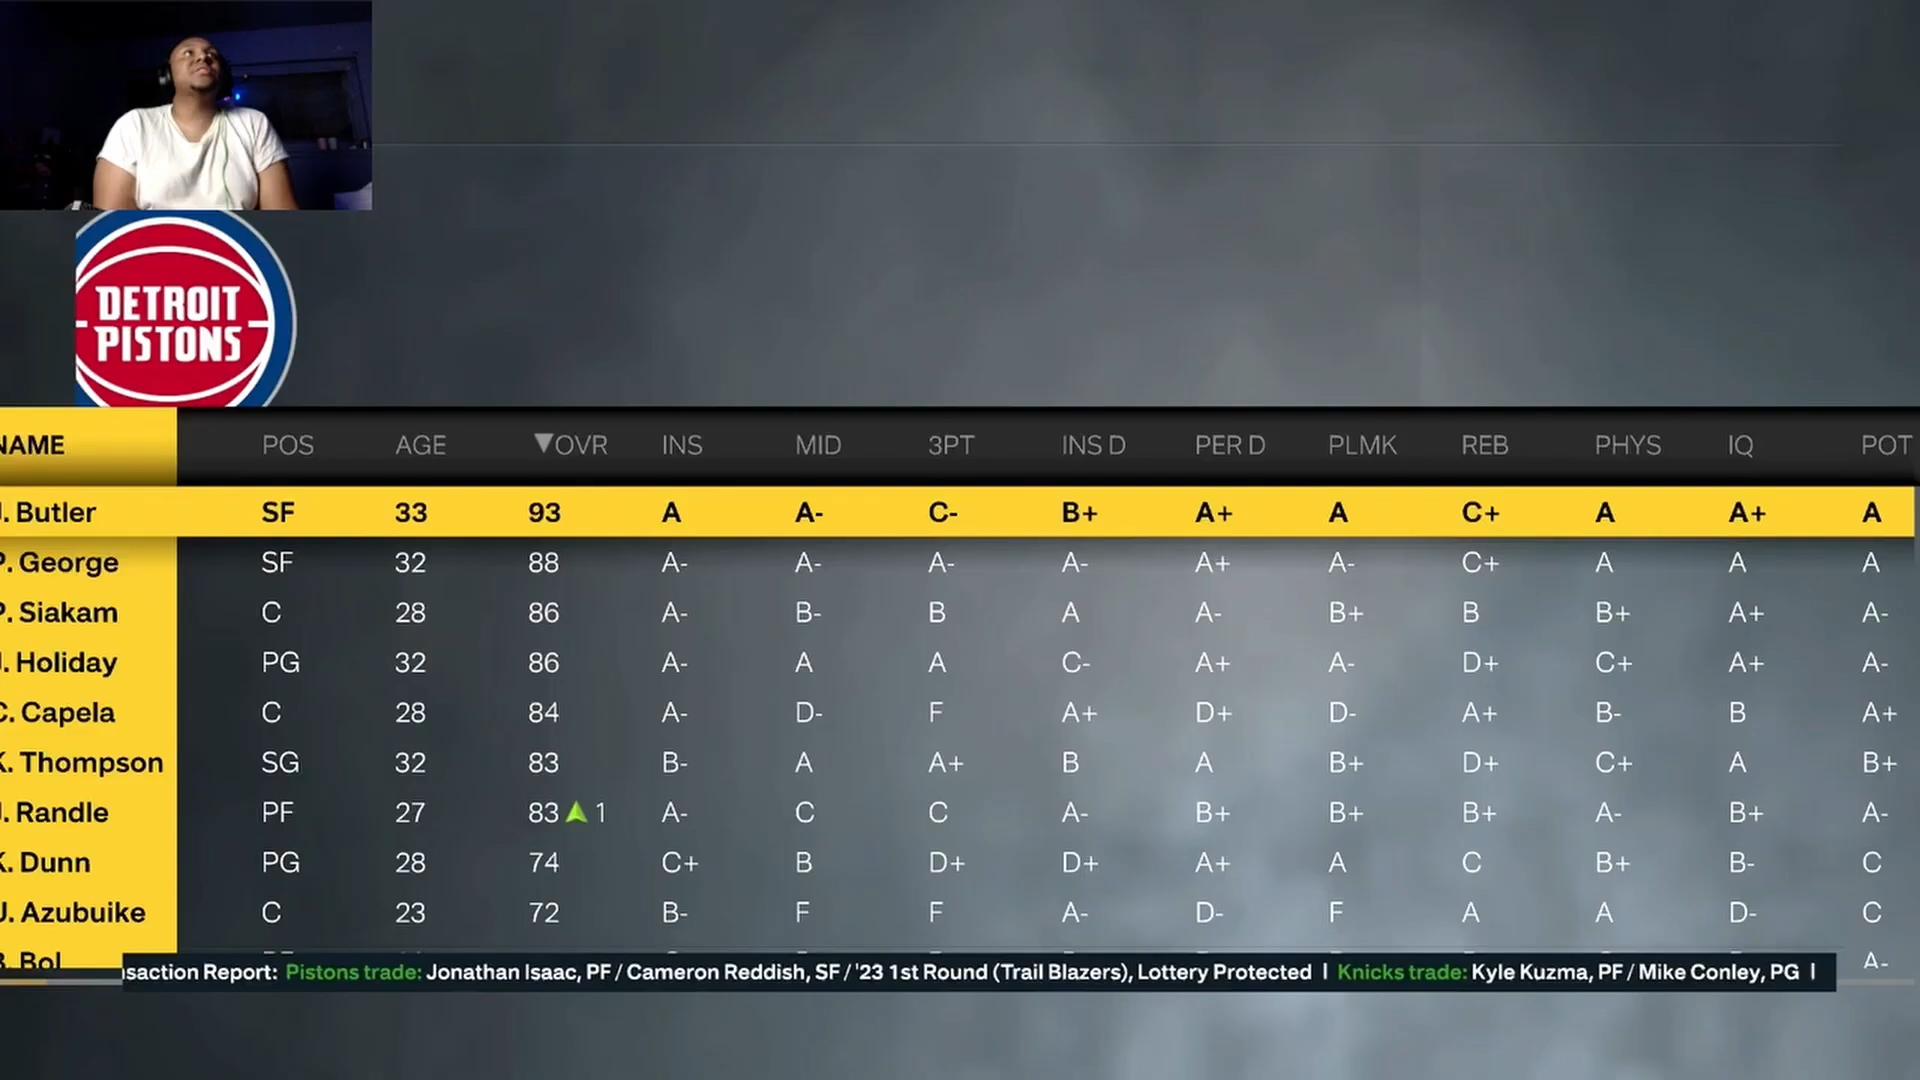 DETROIT
PISTONS
NAME POS AGE ▼OVR INS MID 3PT INS D PER D PLMK REB PHYS IQ POT
J. Butler SF 33 93 A A- C- B+ A+ A C+ A A+ A
P. George SF 32 88 A- A- A- A- A+ A- C+ A A A
P. Siakam C 28 86 A- B- B A A- B+ B B+ A+ A-
J. Holiday PG 32 86 A- A A C- A+ A- D+ C+ A+ A-
C. Capela C 28 84 A- D- F A+ D+ D- A+ B- B A+
K. Thompson SG 32 83 B- A A+ B A B+ D+ C+ A B+
J. Randle PF 27 83 ▲ 1 A- C C A- B+ B+ B+ A- B+ A-
K. Dunn PG 28 74 C+ B D+ D+ A+ A C B+ B- C
U. Azubuike C 23 72 B- F F A- D- F A A D- C
B. Bol A-
saction Report: Pistons trade: Jonathan Isaac, PF / Cameron Reddish, SF / '23 1st Round (Trail Blazers), Lottery Protected | Knicks trade: Kyle Kuzma, PF / Mike Conley, PG |